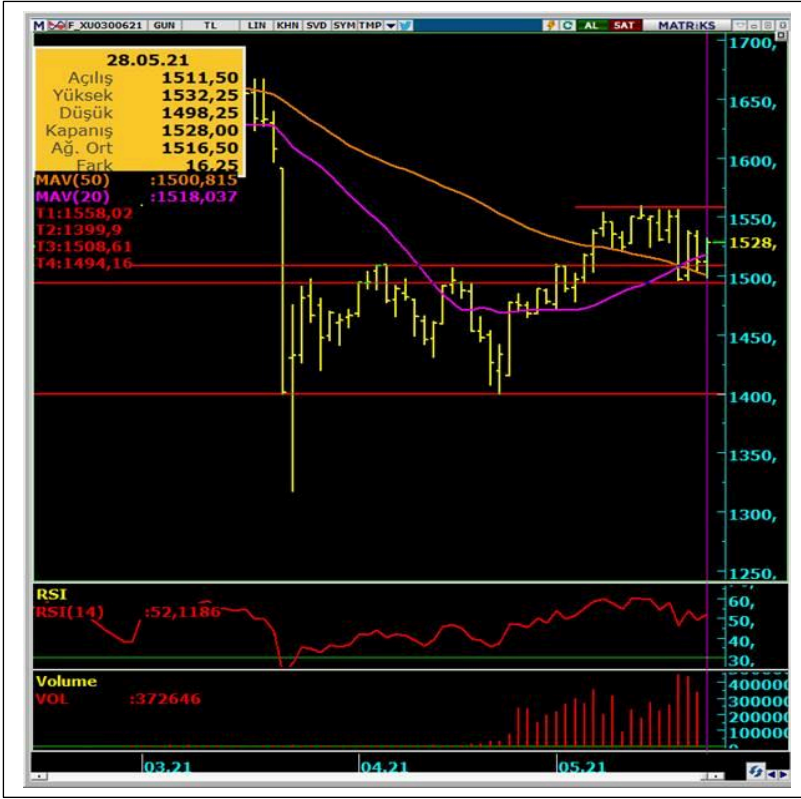 M F_XU0300621 GUN TL LIN KHN SVD SYM TMP C AL SAT MATRİKS
28.05.21
Açılış 1511,50
Yüksek 1532,25
Düşük 1498,25
Kapanış 1528,00
Ağ. Ort 1516,50
Fark 16,25
MAV(50) :1500,815
MAV(20) :1518,037
T1:1558,02
T2:1399,9
T3:1508,61
T4:1494,16
1700,
1650,
1600,
1550,
1528,
1500,
1450,
1400,
1350,
1300,
1250,
RSI
RSI(14) :52,1186
60,
50,
40,
30,
Volume
VOL :372646
400000
300000
200000
100000
03.21 04.21 05.21